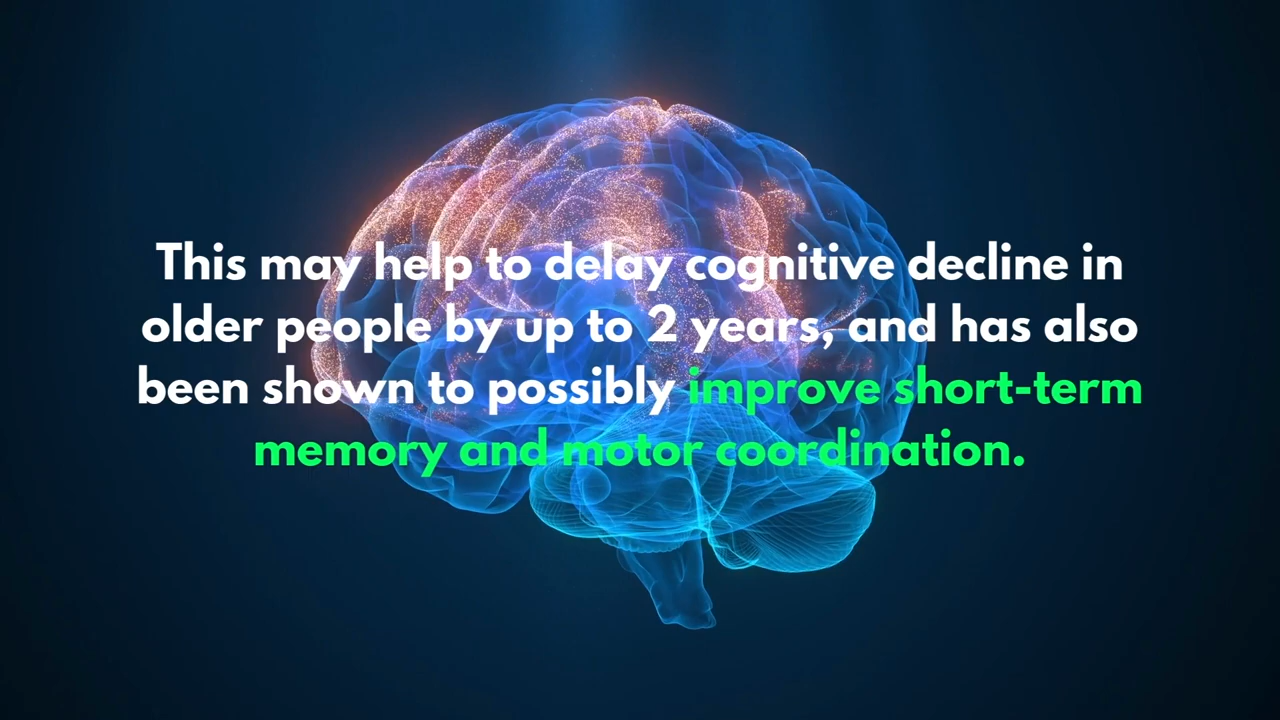 This may help to delay cognitive decline in
older people by up to 2 years, and has also
been shown to possibly improve short-term
memory and motor coordination.